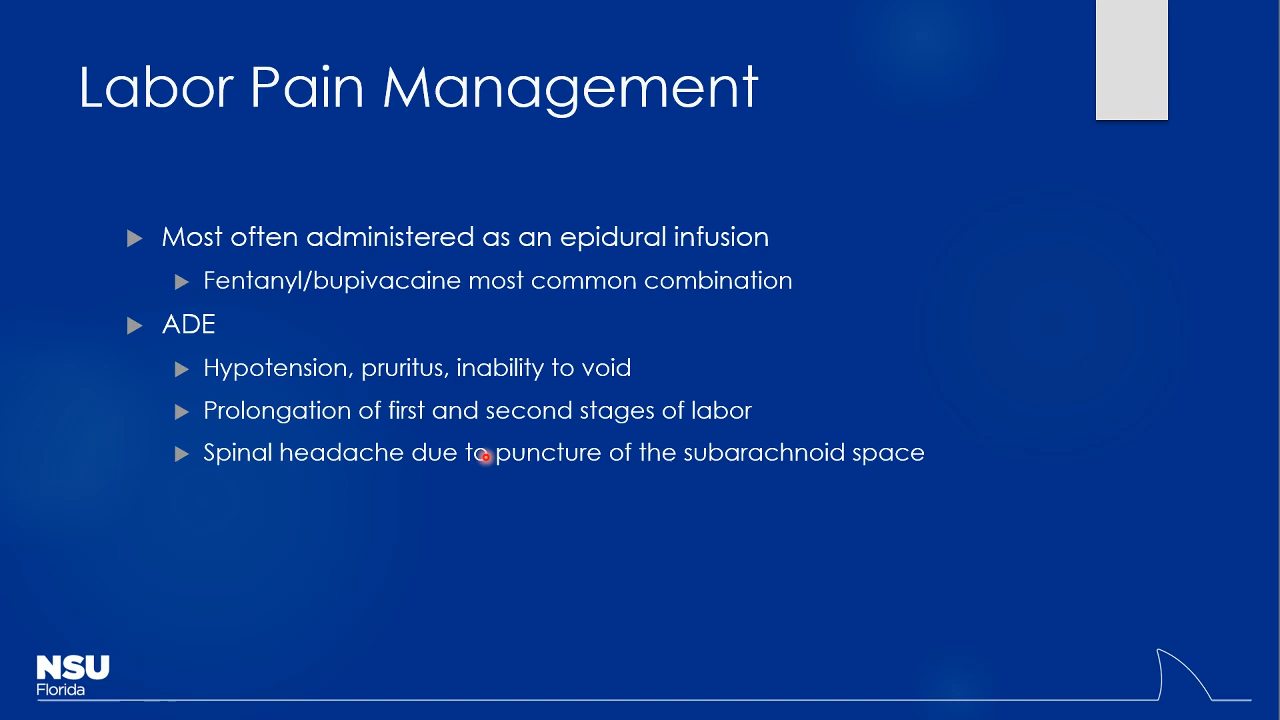 Labor Pain Management
Most often administered as an epidural infusion
Fentanyl/bupivacaine most common combination
ADE
Hypotension, pruritus, inability to void
Prolongation of first and second stages of labor
Spinal headache due to puncture of the subarachnoid space
NSU
Florida